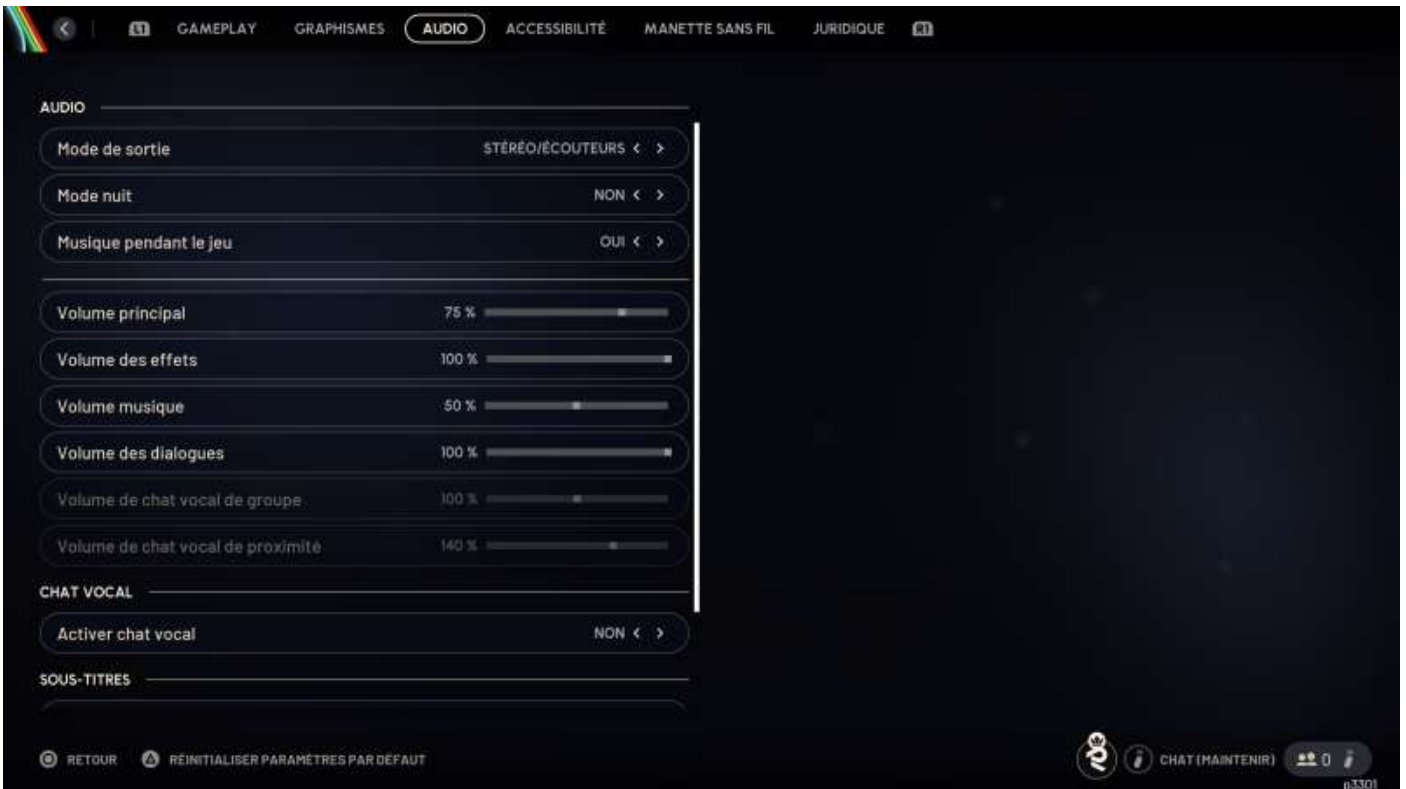 L1 GAMEPLAY GRAPHISMES AUDIO ACCESSIBILITÉ MANETTE SANS FIL JURIDIQUE R1
AUDIO
Mode de sortie STÉRÉO/ÉCOUTEURS
Mode nuit NON
Musique pendant le jeu OUI
Volume principal 75 %
Volume des effets 100 %
Volume musique 50 %
Volume des dialogues 100 %
Volume de chat vocal de groupe 100 %
Volume de chat vocal de proximité 140 %
CHAT VOCAL
Activer chat vocal NON
SOUS-TITRES
RETOUR RÉINITIALISER PARAMÈTRES PAR DÉFAUT CHAT (MAINTENIR) 0
p3301